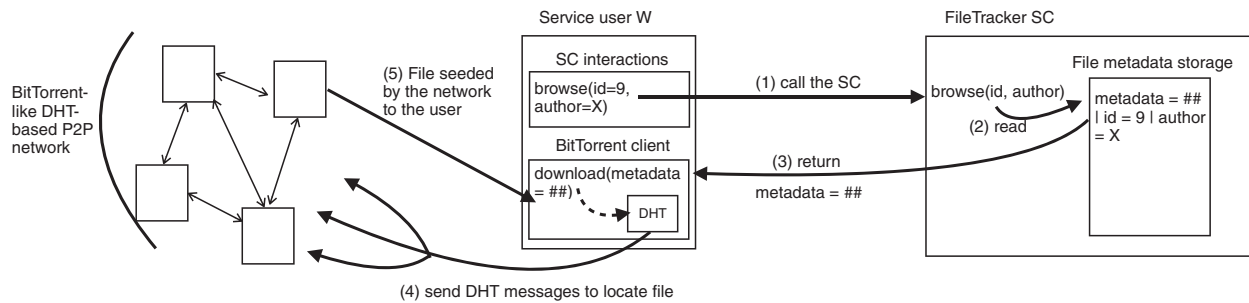 Service user W
FileTracker SC
BitTorrent-
like DHT-
based P2P
network
(5) File seeded
by the network
to the user
SC interactions
browse(id=9,
author=X)
(1) call the SC
browse(id, author)
(2) read
File metadata storage
metadata = ##
| id = 9 | author
= X
BitTorrent client
download(metadata
= ##)
DHT
(3) return
metadata = ##
(4) send DHT messages to locate file